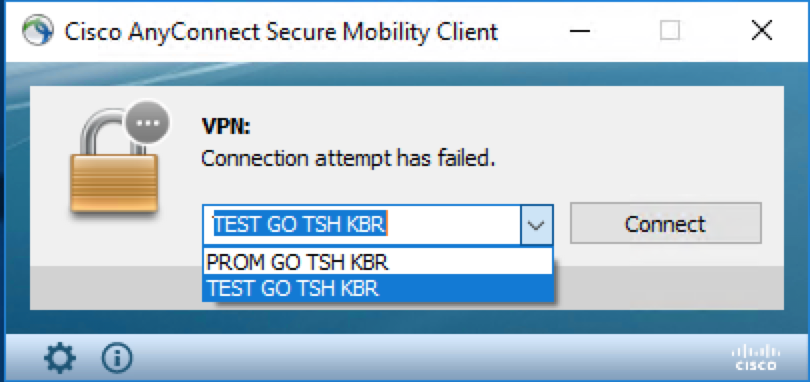 Cisco AnyConnect Secure Mobility Client
VPN:
Connection attempt has failed.
TEST GO TSH KBR
Connect
PROM GO TSH KBR
TEST GO TSH KBR
CISCO